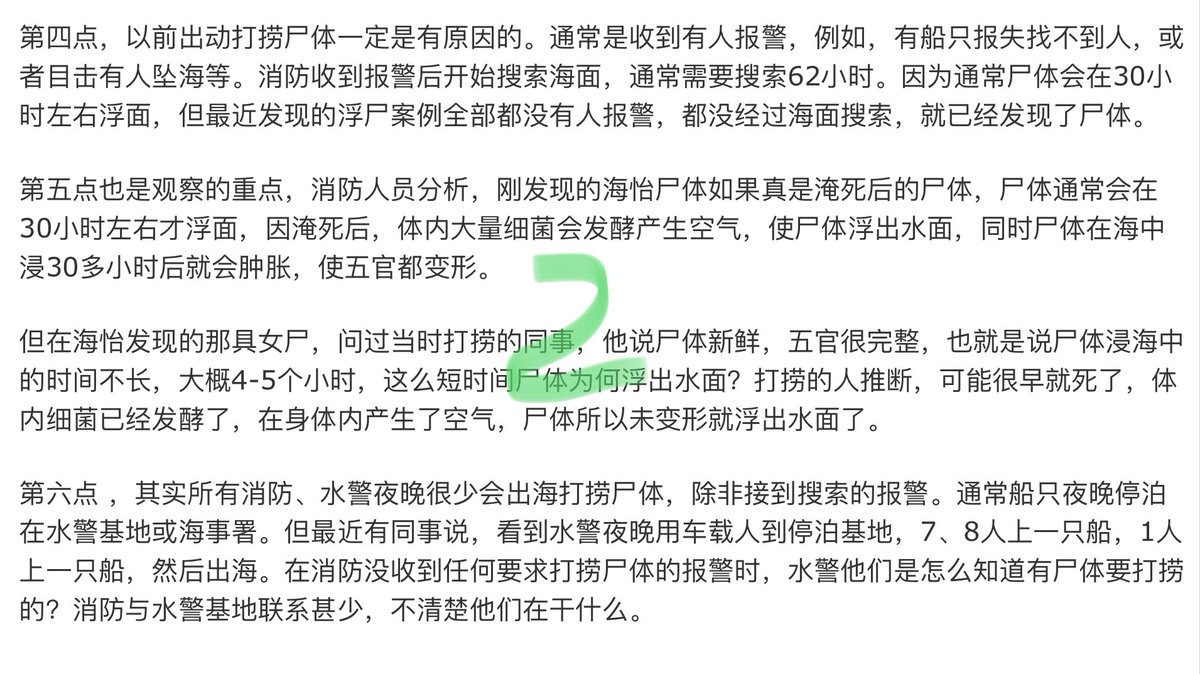 第四点，以前出动打捞尸体一定是有原因的。通常是收到有人报警，例如，有船只报失找不到人，或
者目击有人坠海等。消防收到报警后开始搜索海面，通常需要搜索62小时。因为通常尸体会在30小
时左右浮面，但最近发现的浮尸案例全部都没有人报警，都没经过海面搜索，就已经发现了尸体。
第五点也是观察的重点，消防人员分析，刚发现的海怡尸体如果真是淹死后的尸体，尸体通常会在
30小时左右才浮面，因淹死后，体内大量细菌会发酵产生空气，使尸体浮出水面，同时尸体在海中
浸30多小时后就会肿胀，使五官都变形。
2
但在海怡发现的那具女尸，问过当时打捞的同事，他说尸体新鲜，五官很完整，也就是说尸体浸海中
的时间不长，大概4-5个小时，这么短时间尸体为何浮出水面？打捞的人推断，可能很早就死了，体
内细菌已经发酵了，在身体内产生了空气，尸体所以未变形就浮出水面了。
第六点 ，其实所有消防、水警夜晚很少会出海打捞尸体，除非接到搜索的报警。通常船只夜晚停泊
在水警基地或海事署。但最近有同事说，看到水警夜晚用车载人到停泊基地，7、8人上一只船，1人
上一只船，然后出海。在消防没收到任何要求打捞尸体的报警时，水警他们是怎么知道有尸体要打捞
的？消防与水警基地联系甚少，不清楚他们在干什么。